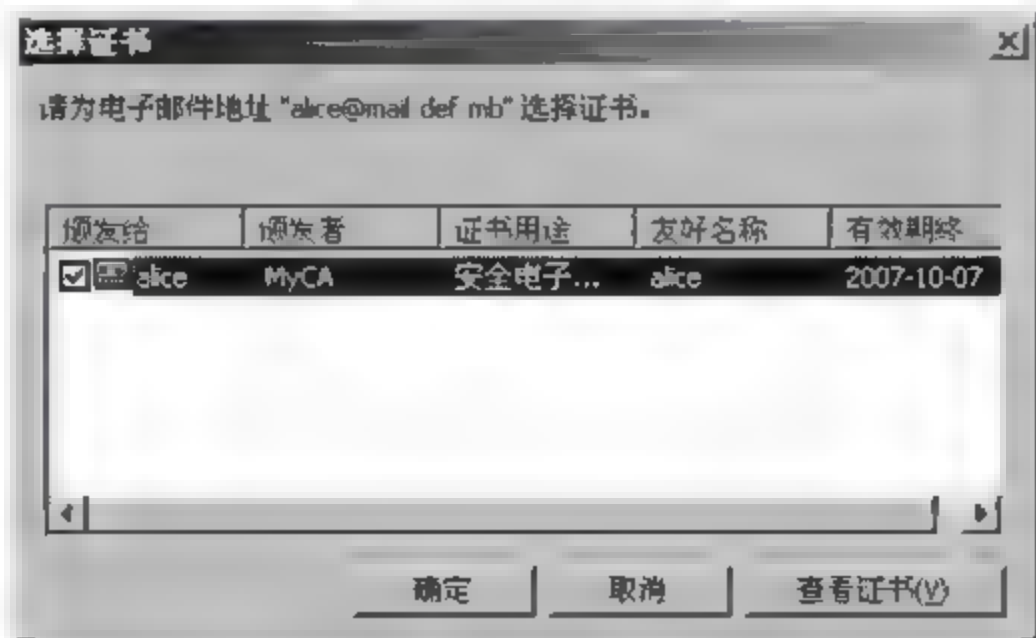 选择证书
请为电子邮件地址"alice@mail def mb"选择证书。
颁发给 颁发者 证书用途 友好名称 有效期终
alice MyCA 安全电子... alice 2007-10-07
确定 取消 查看证书(V)